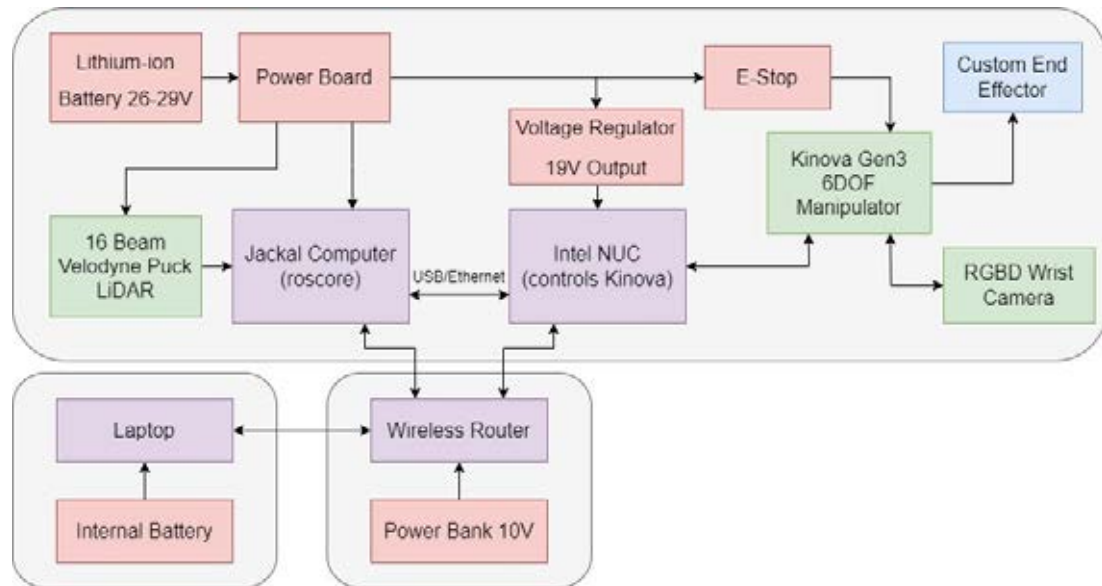 Lithium-ion
Battery 26-29V
Power Board
E-Stop
Custom End
Effector
Voltage Regulator
19V Output
Kinova Gen3
6DOF
Manipulator
16 Beam
Velodyne Puck
LiDAR
Jackal Computer
(roscore)
USB/Ethernet
Intel NUC
(controls Kinova)
RGBD Wrist
Camera
Laptop
Wireless Router
Internal Battery
Power Bank 10V